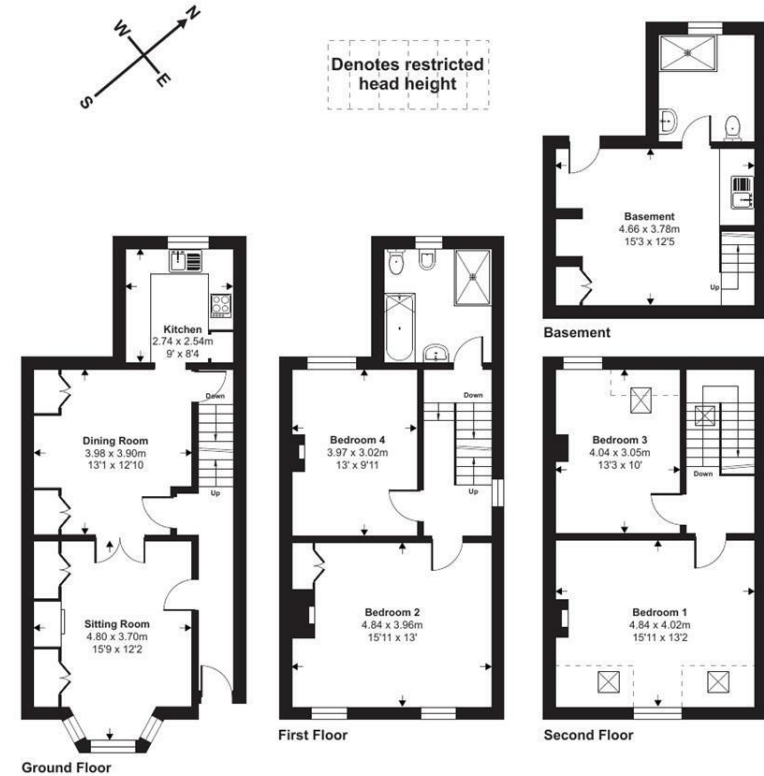 N
W
E
S
Denotes restricted
head height
Basement
4.66 x 3.78m
15'3 x 12'5
Up
Basement
Kitchen
2.74 x 2.54m
9' x 8'4
Down
Dining Room
3.98 x 3.90m
13'1 x 12'10
Up
Sitting Room
4.80 x 3.70m
15'9 x 12'2
Ground Floor
Down
Bedroom 4
3.97 x 3.02m
13' x 9'11
Up
Bedroom 2
4.84 x 3.96m
15'11 x 13'
First Floor
Bedroom 3
4.04 x 3.05m
13'3 x 10'
Down
Bedroom 1
4.84 x 4.02m
15'11 x 13'2
Second Floor